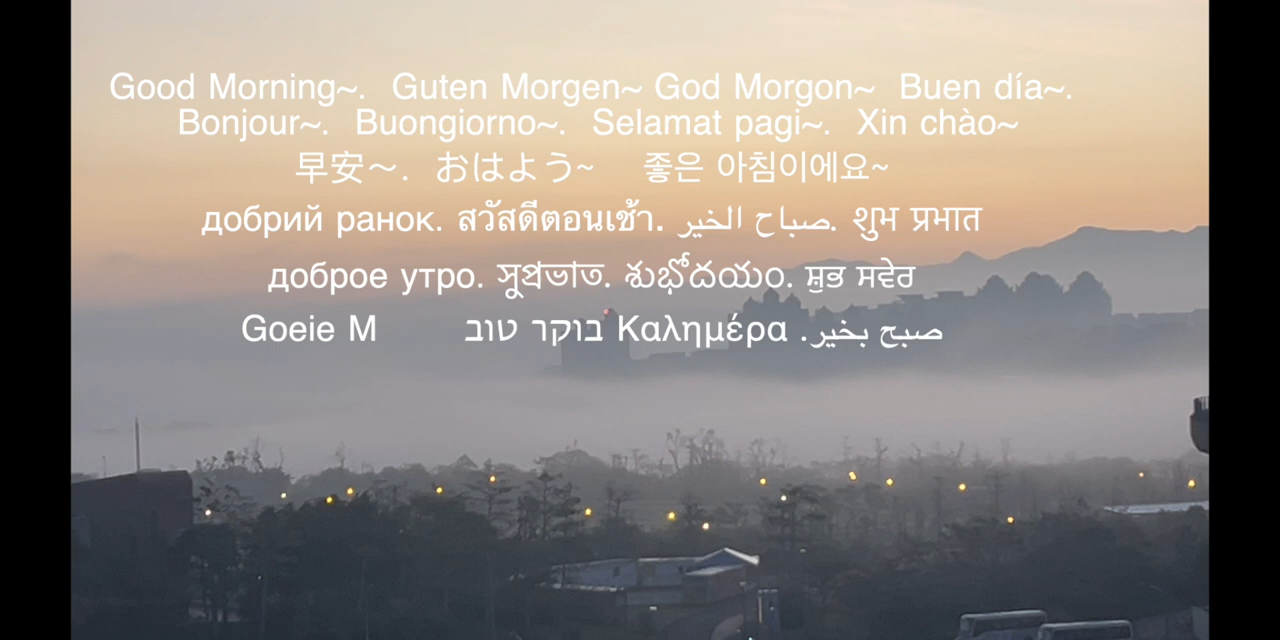 Good Morning~. Guten Morgen~ God Morgon~ Buen día~.
Bonjour~. Buongiorno~. Selamat pagi~. Xin chào~
早安～. おはよう~ 좋은 아침이에요~
добрий ранок. สวัสดีตอนเช้า. صباح الخير. शुभ प्रभात
доброе утро. সুপ্রভাত. శుభోదయం. ਸ਼ੁਭ ਸਵੇਰ
Goeie M בוקר טוב Καλημέρα .صبح بخیر